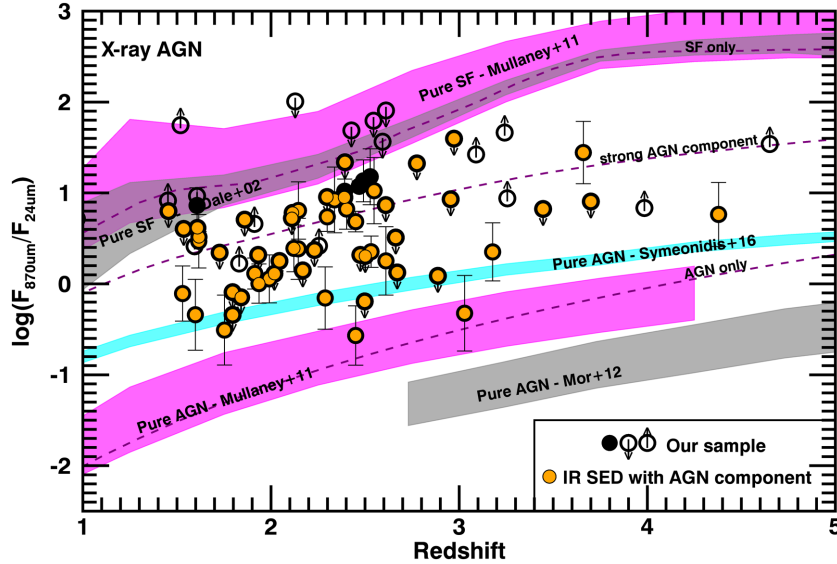 X-ray AGN
Pure SF - Mullaney+11
SF only
strong AGN component
Pure SF - Dale+02
Pure AGN - Symeonidis+16
AGN only
Pure AGN - Mullaney+11
Pure AGN - Mor+12
Our sample
IR SED with AGN component
log(F870um/F24um)
3
2
1
0
-1
-2
1
2
3
4
5
Redshift